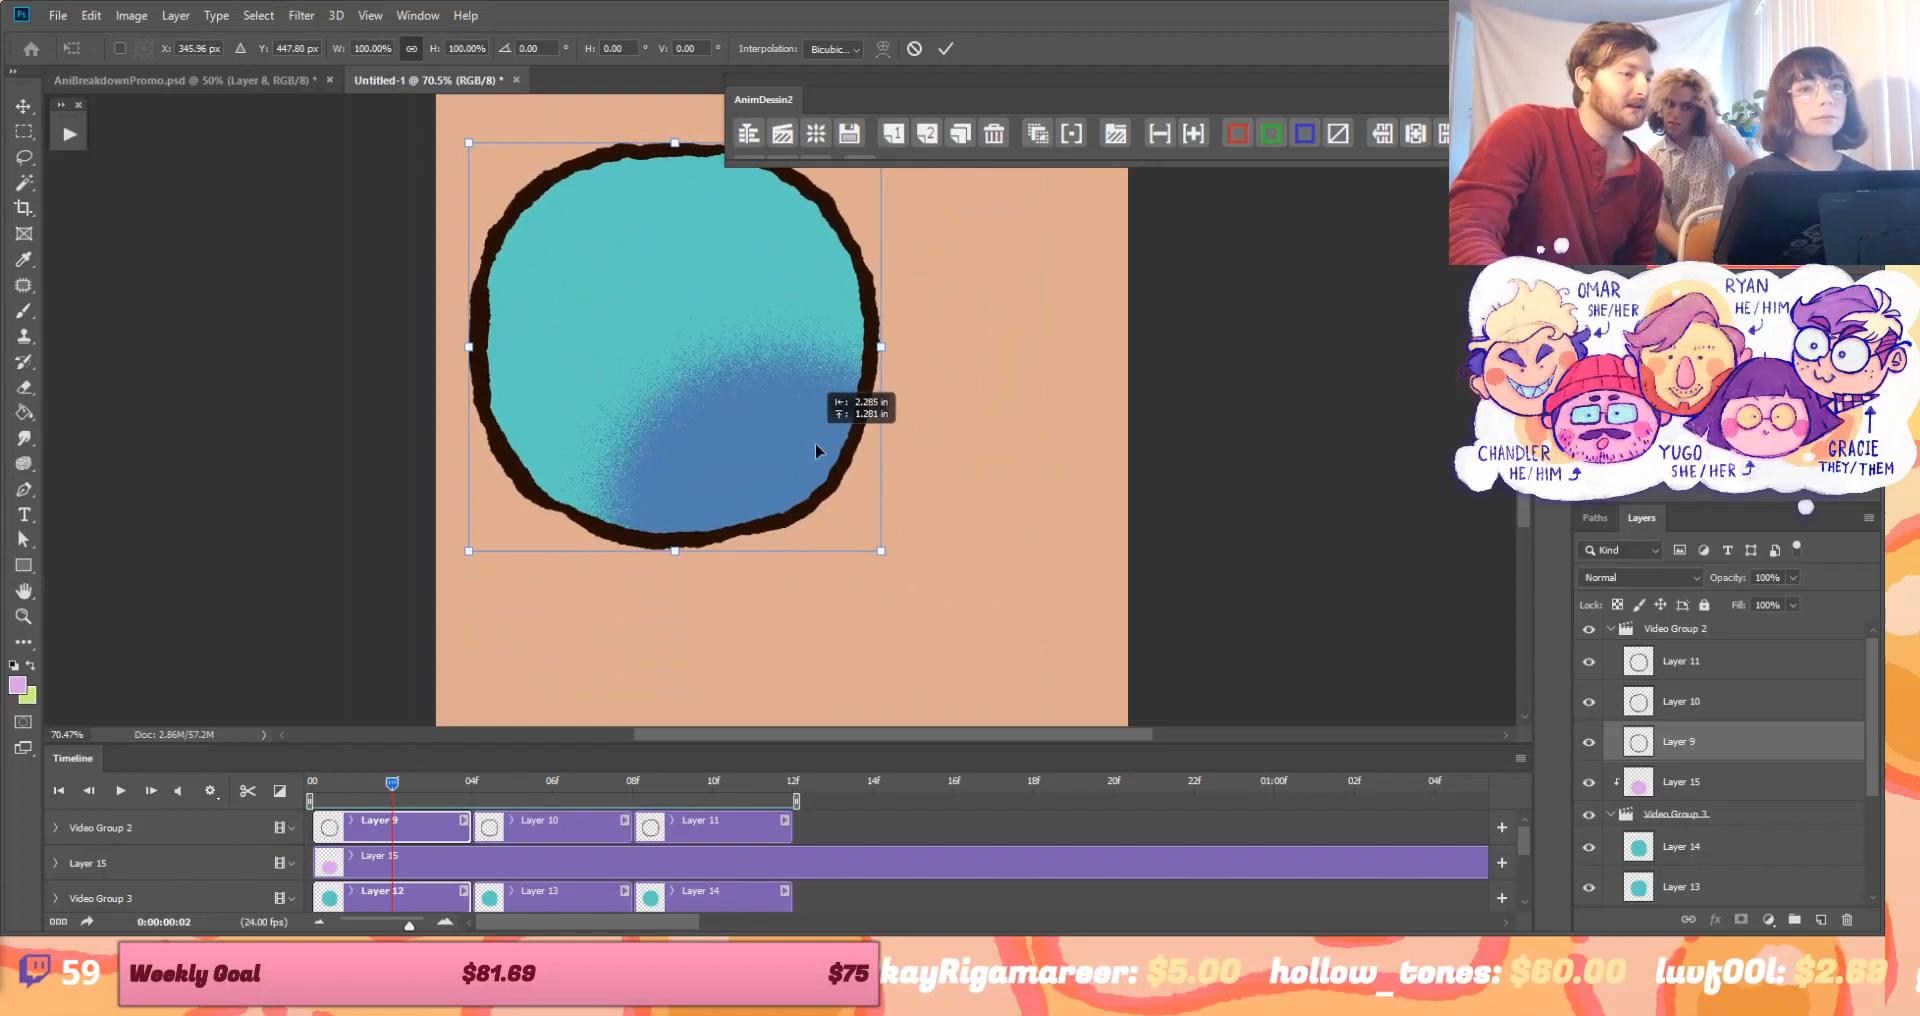 Ps File Edit Image Layer Type Select Filter 3D View Window Help
X: 345.96 px Y: 447.80 px W: 100.00% H: 100.00% 0.00 ° H: 0.00 ° V: 0.00 ° Interpolation: Bicubic...
AniBreakdownPromo.psd @ 50% (Layer 8, RGB/8) * × Untitled-1 @ 70.5% (RGB/8) * ×
AnimDessin2
1 2
2.285 in
1.281 in
OMAR
SHE/HER
RYAN
HE/HIM
CHANDLER
HE/HIM
YUGO
SHE/HER
GRACIE
THEY/THEM
Paths Layers
Kind
Normal Opacity: 100%
Lock: Fill: 100%
Video Group 2
Layer 11
Layer 10
Layer 9
Layer 15
Video Group 3
Layer 14
Layer 13
fx
70.47% Doc: 2.86M/57.2M
Timeline
00 04f 06f 08f 10f 12f 14f 16f 18f 20f 22f 01:00f 02f 04f
Video Group 2 Layer 9 Layer 10 Layer 11
Layer 15 Layer 15
Video Group 3 Layer 12 Layer 13 Layer 14
0:00:00:02 (24.00 fps)
59 Weekly Goal $81.69 $75 kayRigamareer: $5.00 hollow_tones: $60.00 luvf00l: $2.69